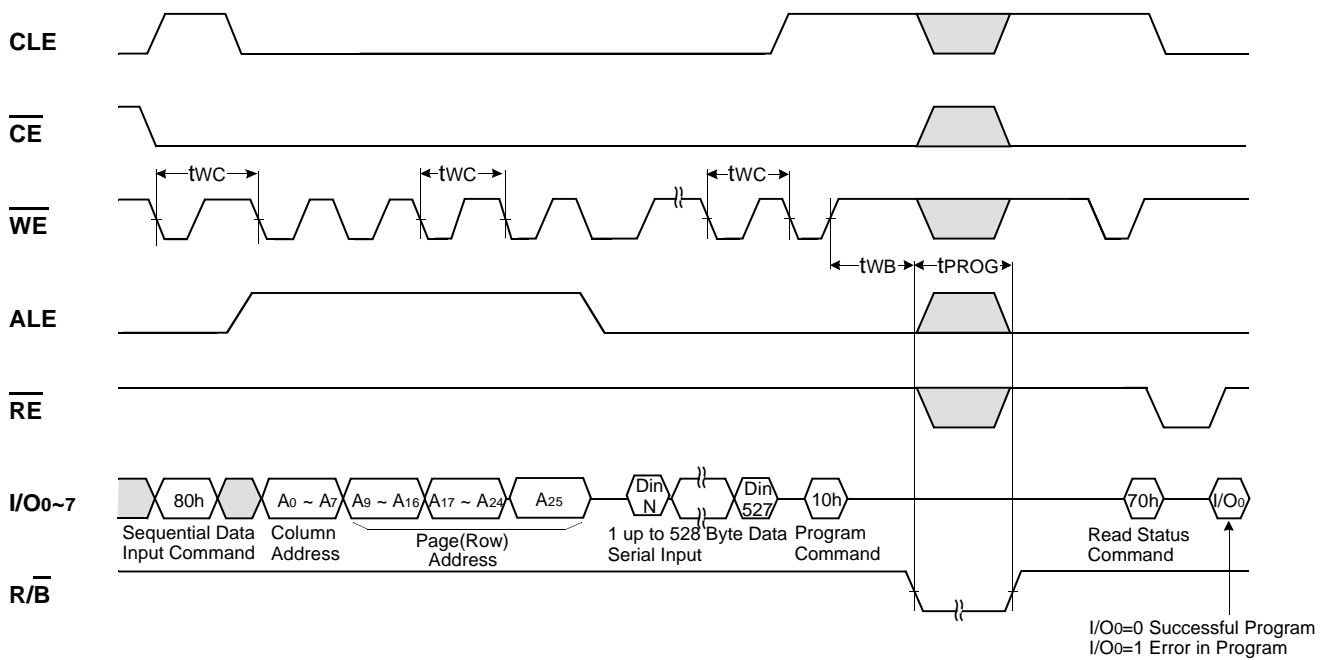 CLE
CE
tWC tWC tWC
WE
tWB tPROG
ALE
RE
I/O0~7
80h A0 ~ A7 A9 ~ A16 A17 ~ A24 A25 Din N Din 527 10h 70h I/O0
Sequential Data Input Command
Column Address
Page(Row) Address
1 up to 528 Byte Data Serial Input
Program Command
Read Status Command
R/B
I/O0=0 Successful Program
I/O0=1 Error in Program